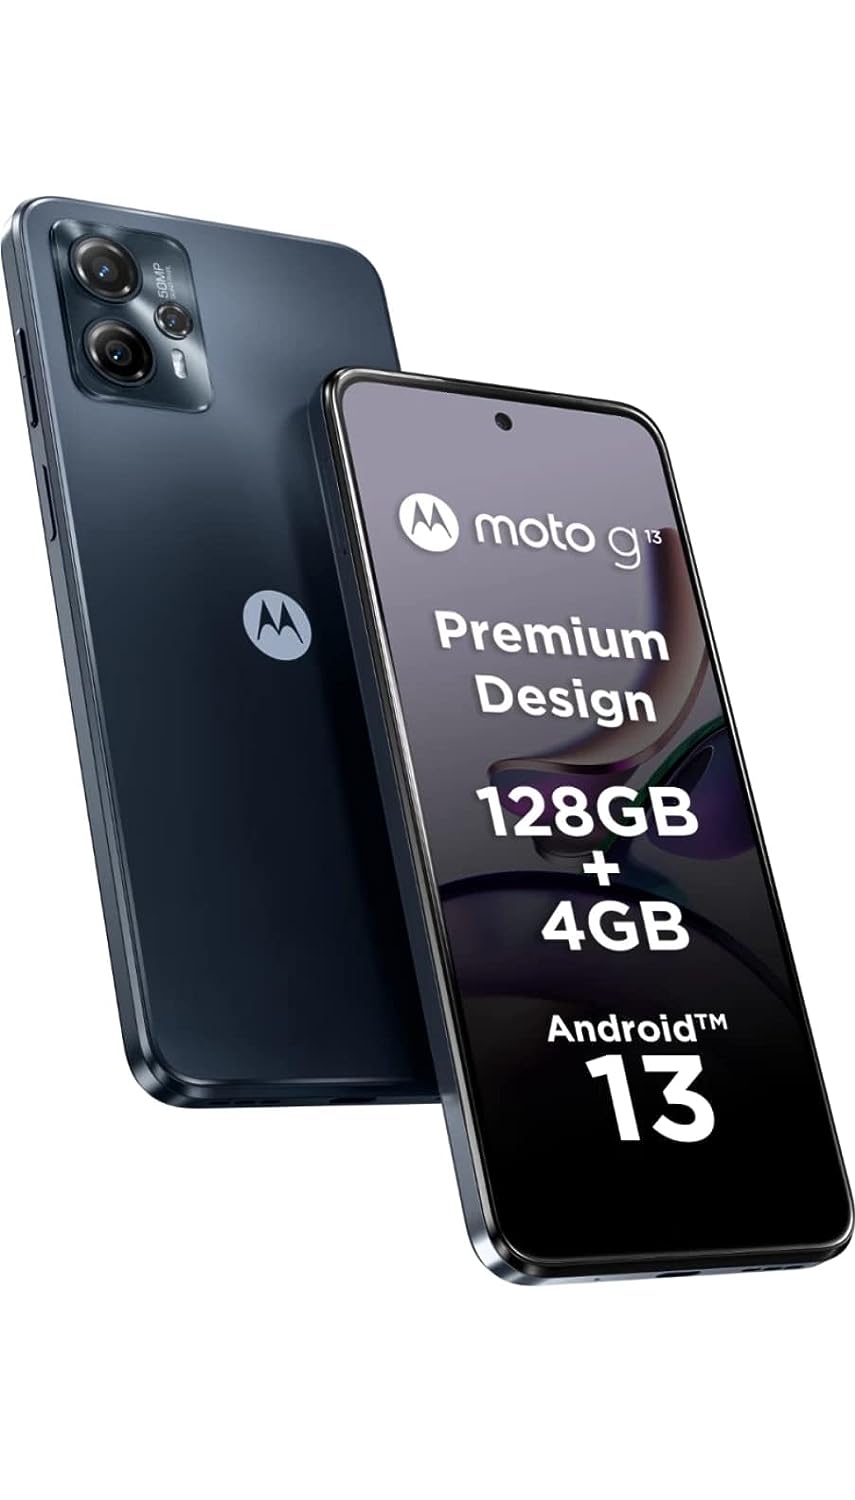 50MP
moto g13
Premium
Design
128GB
+
4GB
Android™
13